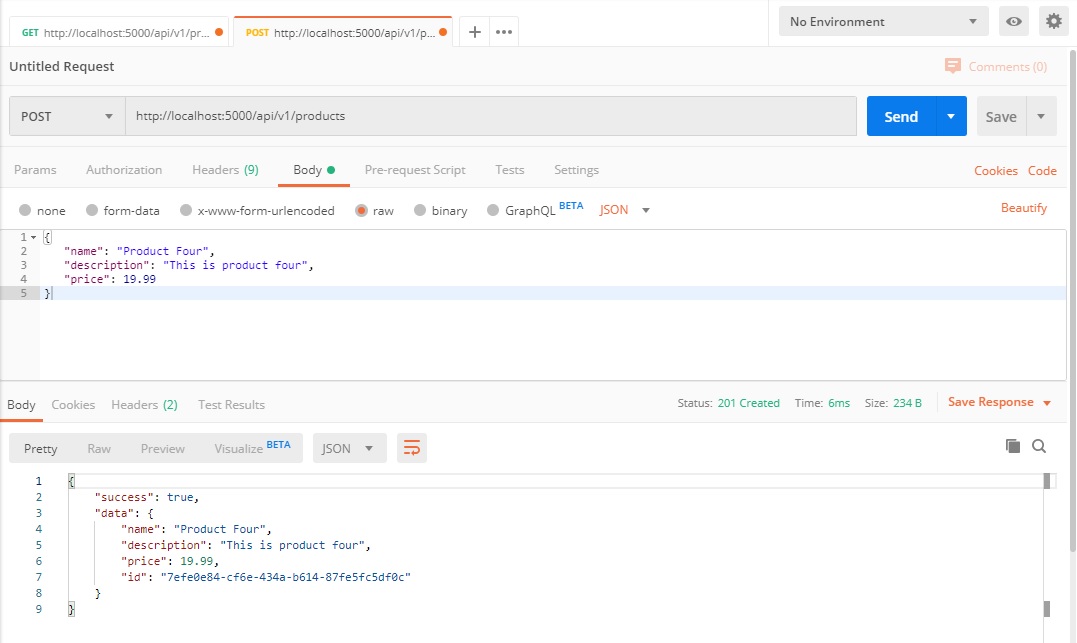 GET http://localhost:5000/api/v1/pr... POST http://localhost:5000/api/v1/p... + ••• No Environment
Untitled Request Comments (0)
POST http://localhost:5000/api/v1/products Send Save
Params Authorization Headers (9) Body Pre-request Script Tests Settings Cookies Code
none form-data x-www-form-urlencoded raw binary GraphQL BETA JSON Beautify
1 {
2 "name": "Product Four",
3 "description": "This is product four",
4 "price": 19.99
5 }
Body Cookies Headers (2) Test Results Status: 201 Created Time: 6ms Size: 234 B Save Response
Pretty Raw Preview Visualize BETA JSON
1 {
2 "success": true,
3 "data": {
4 "name": "Product Four",
5 "description": "This is product four",
6 "price": 19.99,
7 "id": "7efe0e84-cf6e-434a-b614-87fe5fc5df0c"
8 }
9 }